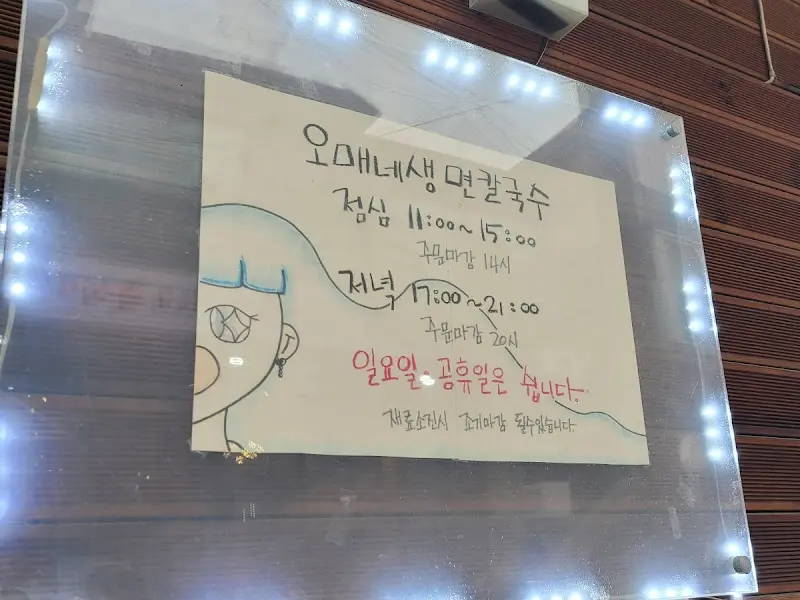 오매네생면칼국수
점심 11:00~15:00
주문마감 14시
저녁 17:00~21:00
주문마감 20시
일요일.공휴일은 쉽니다.
재료소진시 조기마감 될수있습니다.